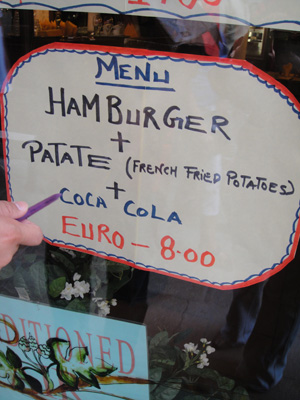 MENU
HAMBURGER
+
PATATE (FRENCH FRIED POTATOES)
+
COCA COLA
EURO - 8.00
DITIONED